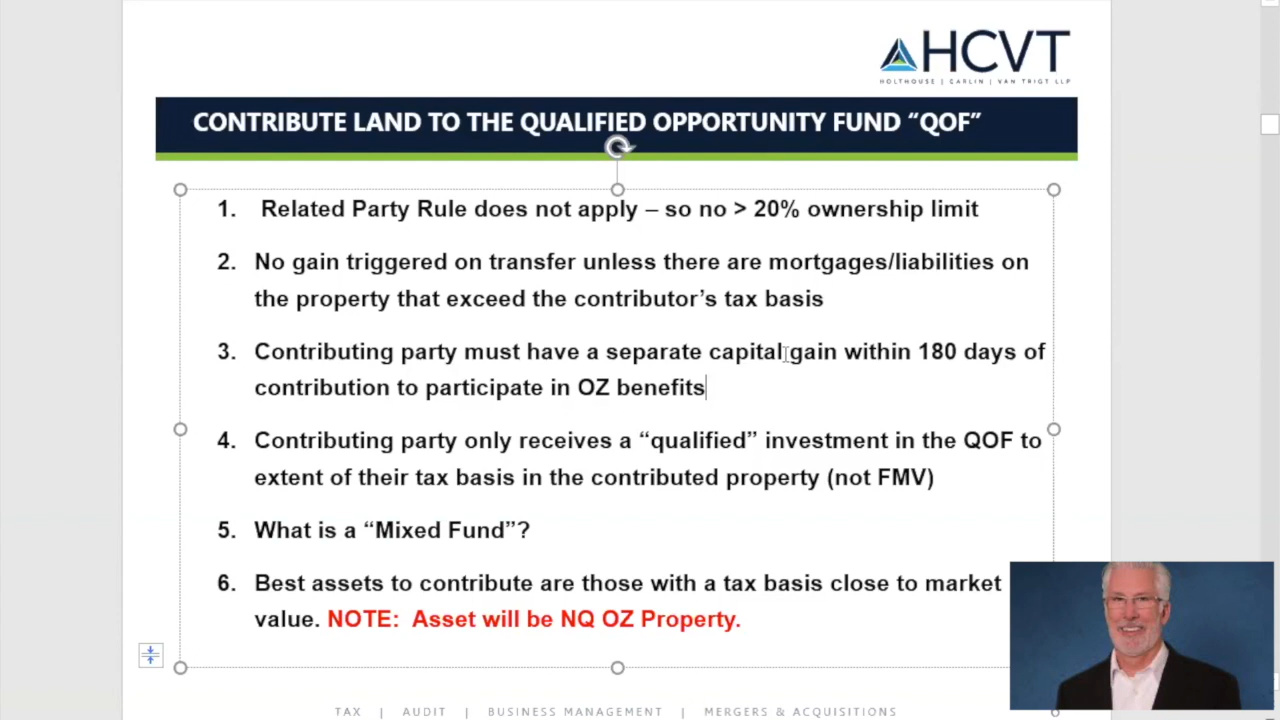 HCVT
HOLTHOUSE | CARLIN | VAN TRIGT LLP
CONTRIBUTE LAND TO THE QUALIFIED OPPORTUNITY FUND “QOF”
1. Related Party Rule does not apply – so no > 20% ownership limit
2. No gain triggered on transfer unless there are mortgages/liabilities on
the property that exceed the contributor’s tax basis
3. Contributing party must have a separate capital gain within 180 days of
contribution to participate in OZ benefits
4. Contributing party only receives a “qualified” investment in the QOF to
extent of their tax basis in the contributed property (not FMV)
5. What is a “Mixed Fund”?
6. Best assets to contribute are those with a tax basis close to market
value. NOTE: Asset will be NQ OZ Property.
TAX | AUDIT | BUSINESS MANAGEMENT | MERGERS & ACQUISITIONS